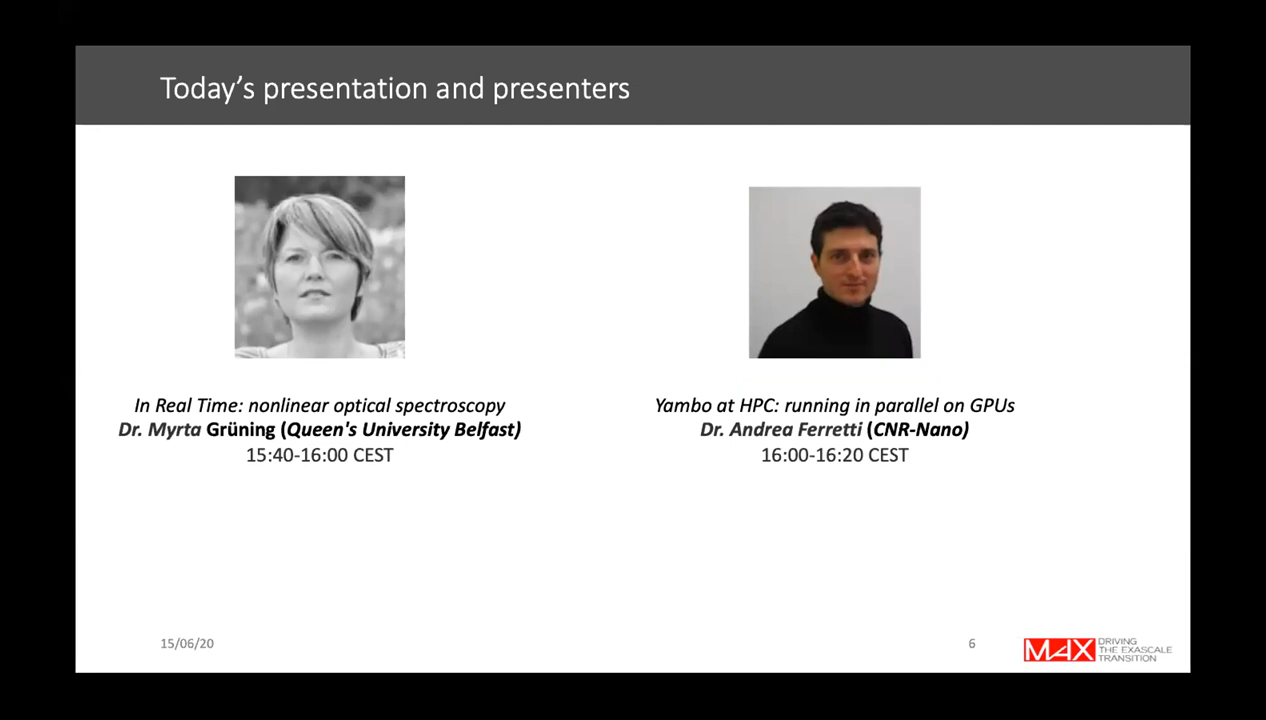 Today's presentation and presenters
In Real Time: nonlinear optical spectroscopy
Dr. Myrta Grüning (Queen's University Belfast)
15:40-16:00 CEST
Yambo at HPC: running in parallel on GPUs
Dr. Andrea Ferretti (CNR-Nano)
16:00-16:20 CEST
15/06/20
6
MAX
DRIVING
THE EXASCALE
TRANSITION